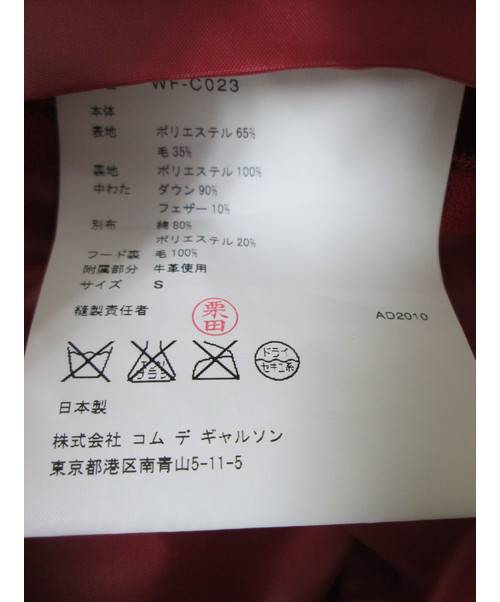 WF-C023
本体
表地 ポリエステル 65%
毛 35%
裏地 ポリエステル 100%
中わた ダウン 90%
フェザー 10%
別布 綿 80%
ポリエステル 20%
フード裏 毛 100%
附属部分 牛革使用
サイズ S
縫製責任者 栗田 AD2010
ドライ
セキユ系
日本製
株式会社 コム デ ギャルソン
東京都港区南青山5-11-5